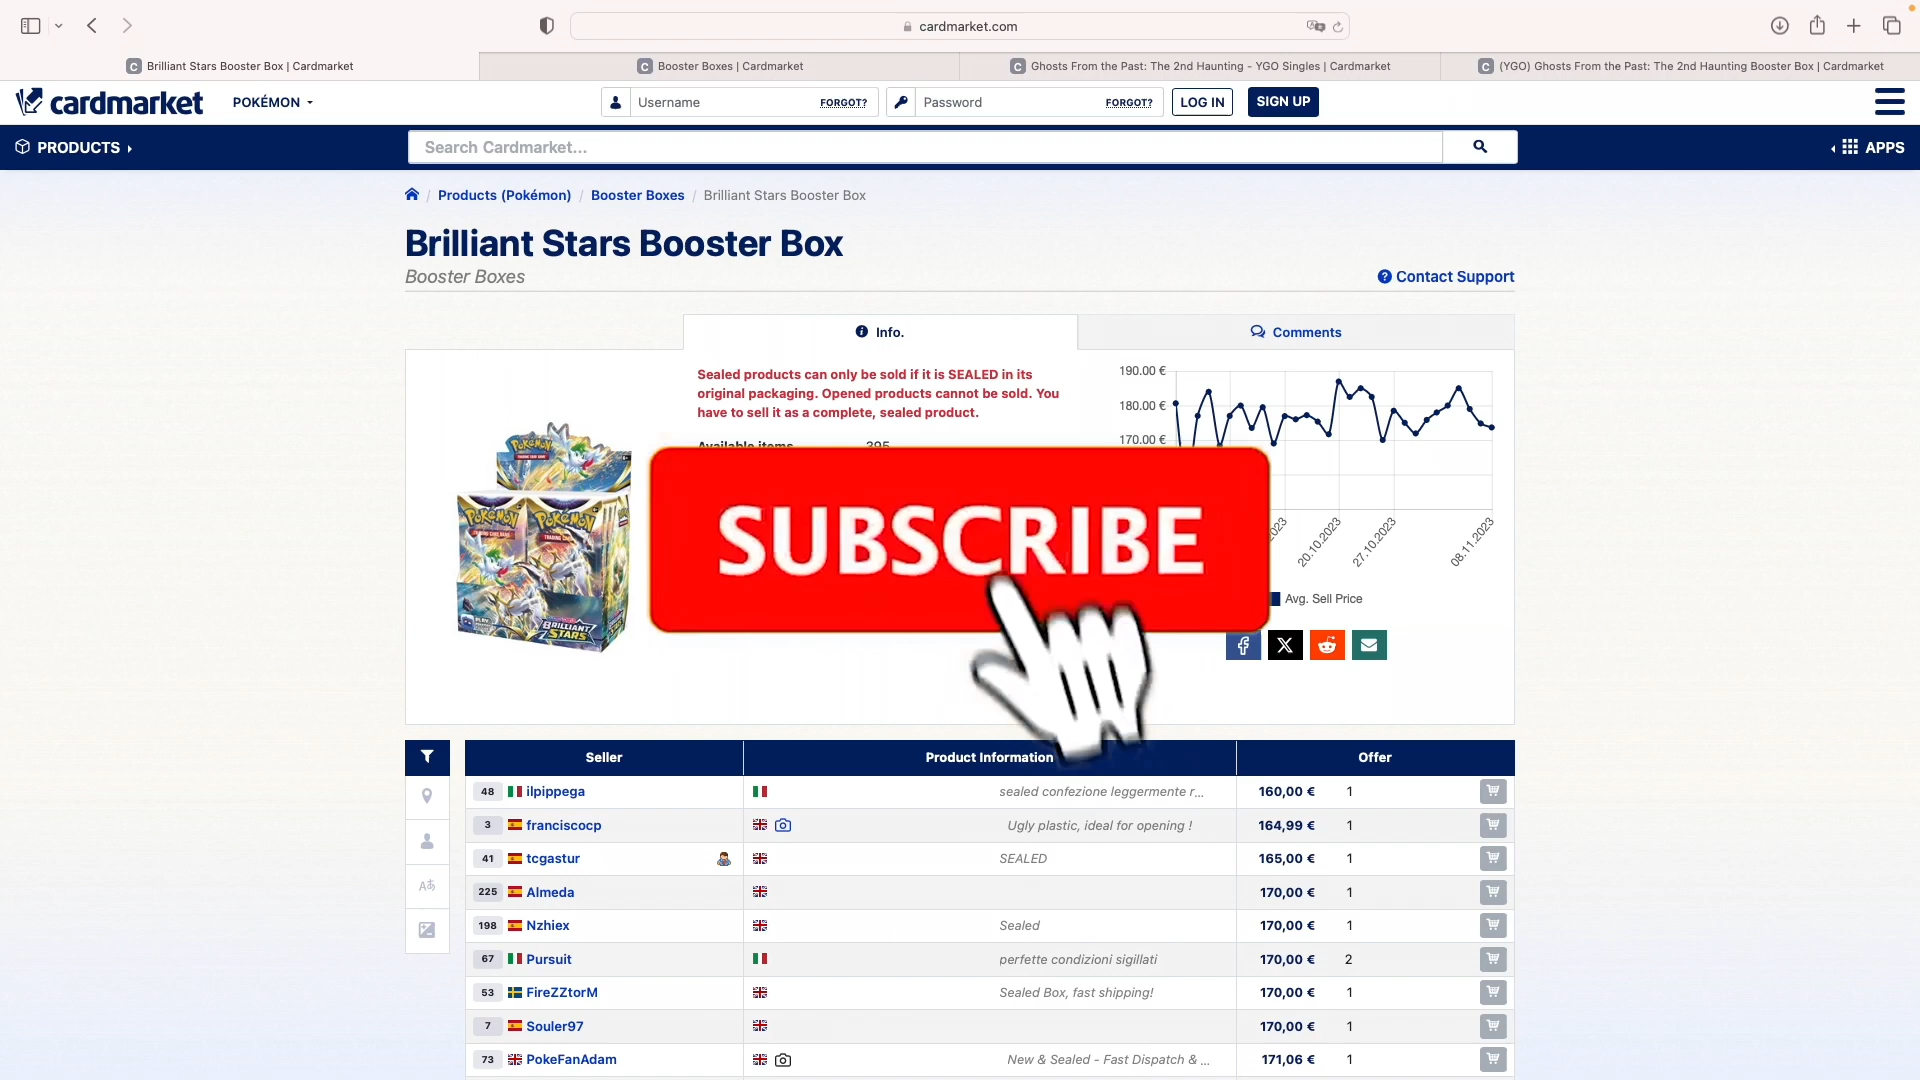 cardmarket.com
Brilliant Stars Booster Box | Cardmarket
Booster Boxes | Cardmarket
Ghosts From the Past: The 2nd Haunting - YGO Singles | Cardmarket
(YGO) Ghosts From the Past: The 2nd Haunting Booster Box | Cardmarket
cardmarket
POKÉMON
Username
FORGOT?
Password
FORGOT?
LOG IN
SIGN UP
PRODUCTS
Search Cardmarket...
APPS
/ Products (Pokémon) / Booster Boxes / Brilliant Stars Booster Box
Brilliant Stars Booster Box
Booster Boxes
Contact Support
Info.
Comments
Sealed products can only be sold if it is SEALED in its
original packaging. Opened products cannot be sold. You
have to sell it as a complete, sealed product.
Available items 395
190.00 €
180.00 €
170.00 €
20.10.2023
27.10.2023
08.11.2023
Avg. Sell Price
POKÉMON
POKÉMON
POKÉMON
BRILLIANT
STARS
SUBSCRIBE
Seller
Product Information
Offer
48 ilpippega sealed confezione leggermente r... 160,00 € 1
3 franciscocp Ugly plastic, ideal for opening ! 164,99 € 1
41 tcgastur SEALED 165,00 € 1
225 Almeda 170,00 € 1
198 Nzhiex Sealed 170,00 € 1
67 Pursuit perfette condizioni sigillati 170,00 € 2
53 FireZZtorM Sealed Box, fast shipping! 170,00 € 1
7 Souler97 170,00 € 1
73 PokeFanAdam New & Sealed - Fast Dispatch & ... 171,06 € 1